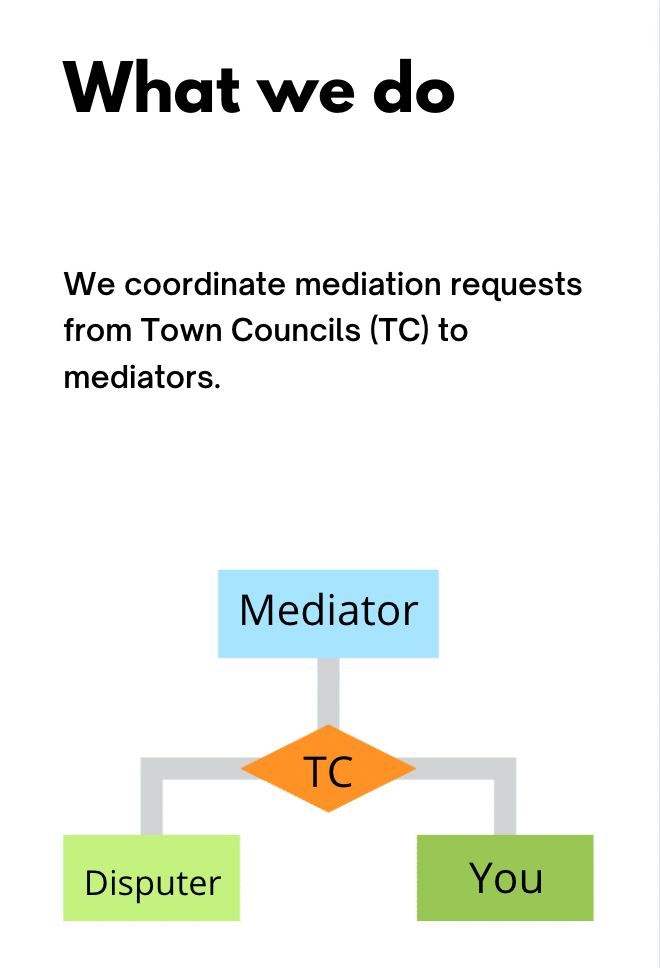 What we do
We coordinate mediation requests
from Town Councils (TC) to
mediators.
Mediator
TC
Disputer
You